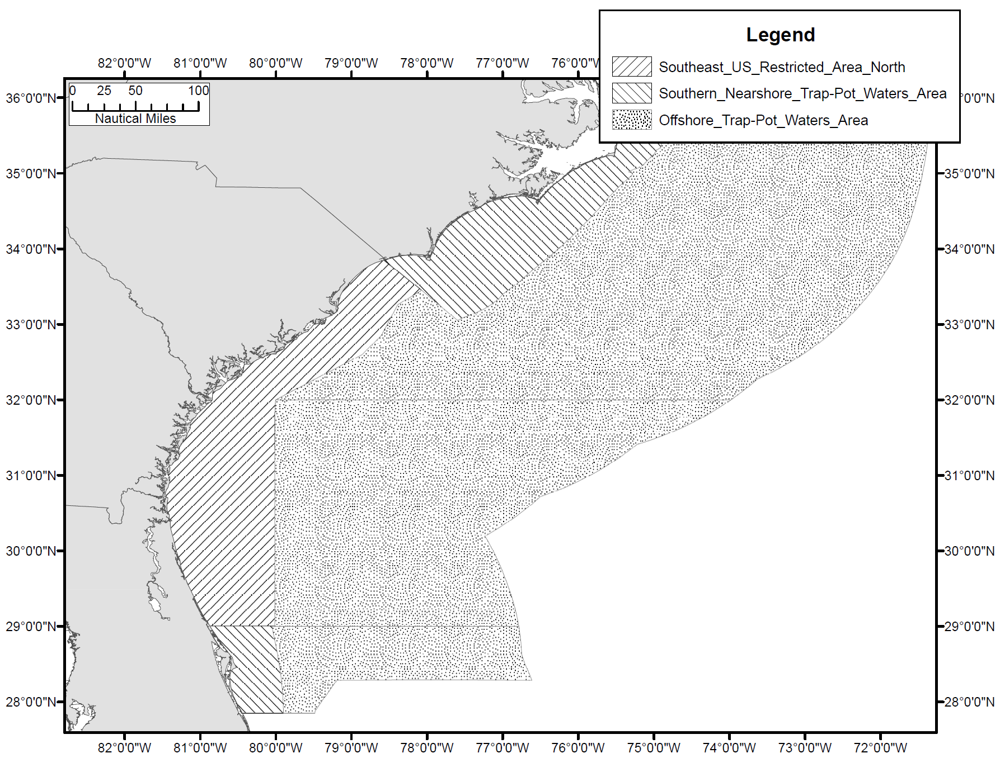 Legend
Southeast_US_Restricted_Area_North
Southern_Nearshore_Trap-Pot_Waters_Area
Offshore_Trap-Pot_Waters_Area
82°0'0"W 81°0'0"W 80°0'0"W 79°0'0"W 78°0'0"W 77°0'0"W 76°0'0"W
0 25 50 100
Nautical Miles
36°0'0"N °0'0"N
35°0'0"N 35°0'0"N
34°0'0"N 34°0'0"N
33°0'0"N 33°0'0"N
32°0'0"N 32°0'0"N
31°0'0"N 31°0'0"N
30°0'0"N 30°0'0"N
29°0'0"N 29°0'0"N
28°0'0"N 28°0'0"N
82°0'0"W 81°0'0"W 80°0'0"W 79°0'0"W 78°0'0"W 77°0'0"W 76°0'0"W 75°0'0"W 74°0'0"W 73°0'0"W 72°0'0"W